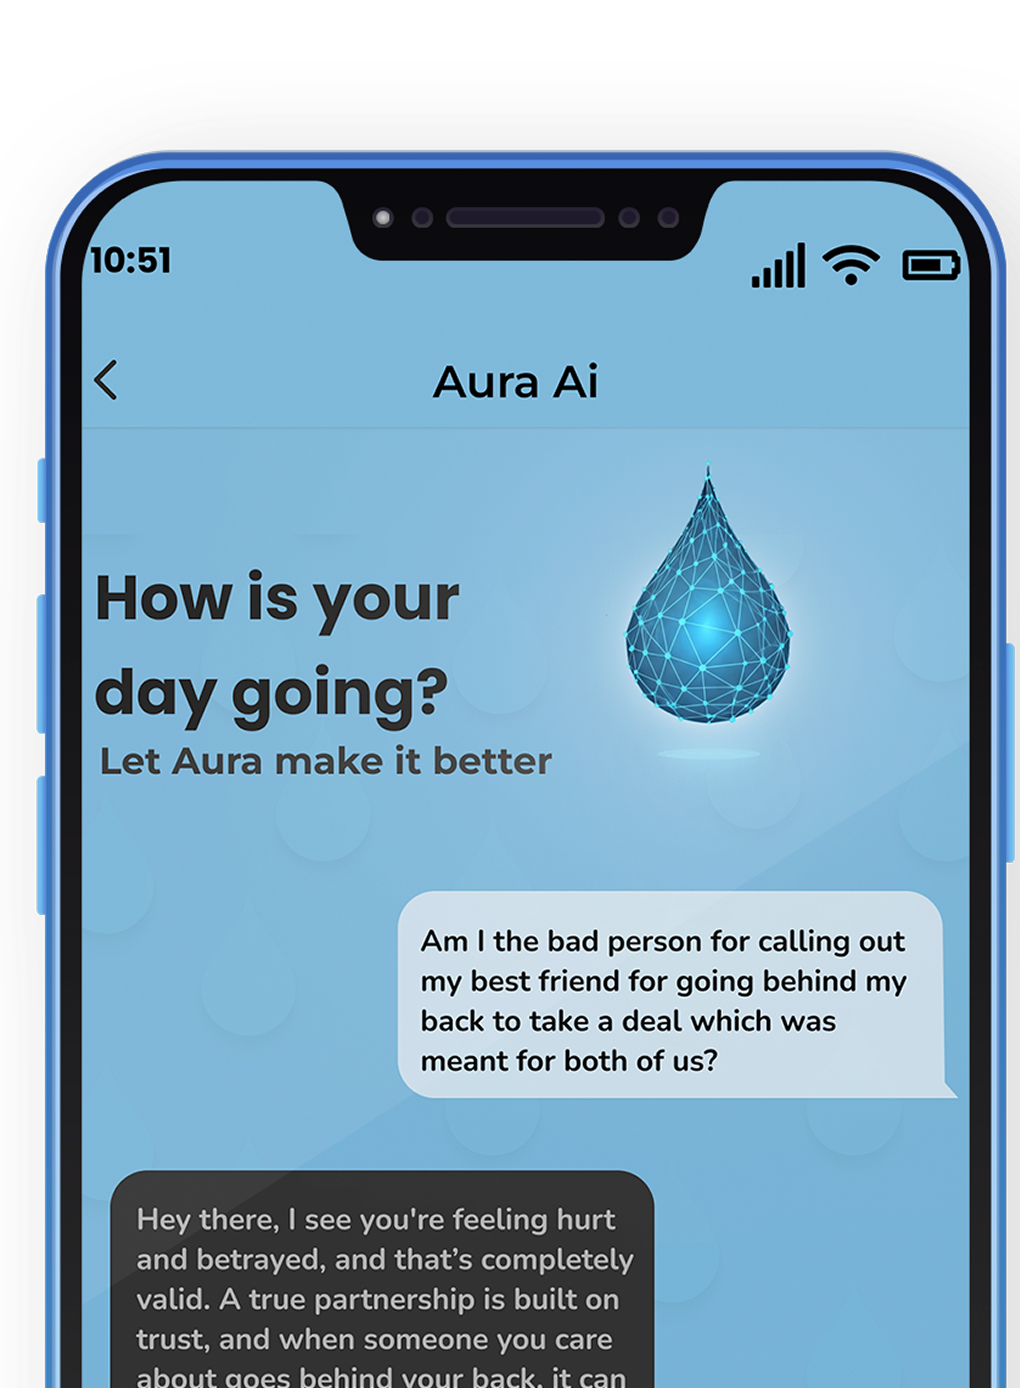 10:51
Aura Ai
How is your
day going?
Let Aura make it better
Am I the bad person for calling out
my best friend for going behind my
back to take a deal which was
meant for both of us?
Hey there, I see you're feeling hurt
and betrayed, and that’s completely
valid. A true partnership is built on
trust, and when someone you care
about goes behind your back, it can